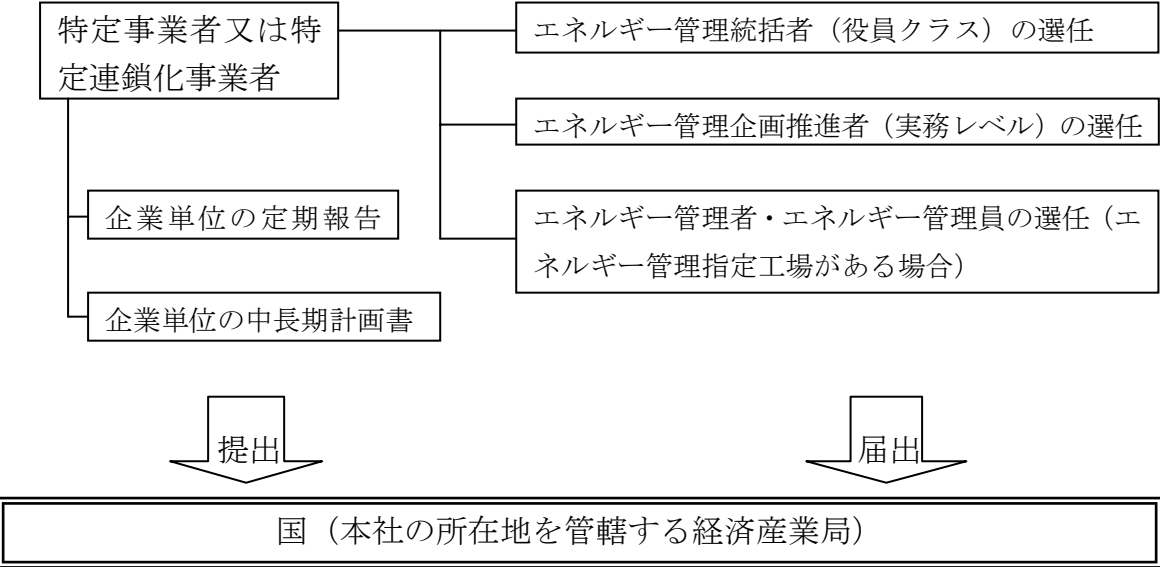 特定事業者又は特
定連鎖化事業者
エネルギー管理統括者（役員クラス）の選任
エネルギー管理企画推進者（実務レベル）の選任
エネルギー管理者・エネルギー管理員の選任（エ
ネルギー管理指定工場がある場合）
企業単位の定期報告
企業単位の中長期計画書
提出
届出
国（本社の所在地を管轄する経済産業局）